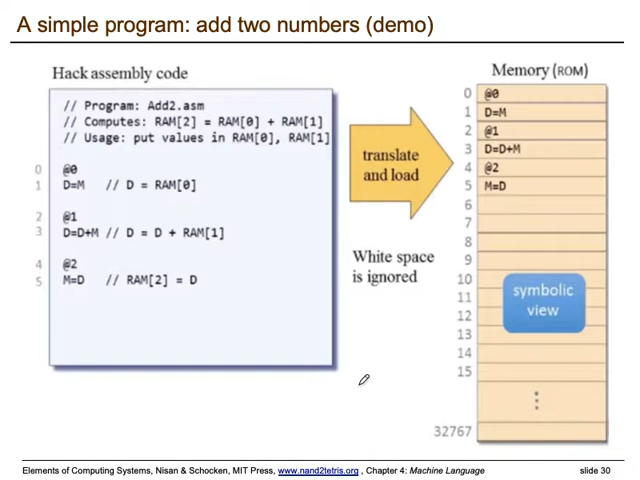 A simple program: add two numbers (demo)
Hack assembly code
// Program: Add2.asm
// Computes: RAM[2] = RAM[0] + RAM[1]
// Usage: put values in RAM[0], RAM[1]
0 @0
1 D=M // D = RAM[0]
2 @1
3 D=D+M // D = D + RAM[1]
4 @2
5 M=D // RAM[2] = D
translate
and load
White space
is ignored
Memory (ROM)
0 @0
1 D=M
2 @1
3 D=D+M
4 @2
5 M=D
6
7
8
9
10
11
12
13
14
15
32767
symbolic
view
Elements of Computing Systems, Nisan & Schocken, MIT Press, www.nand2tetris.org , Chapter 4: Machine Language slide 30